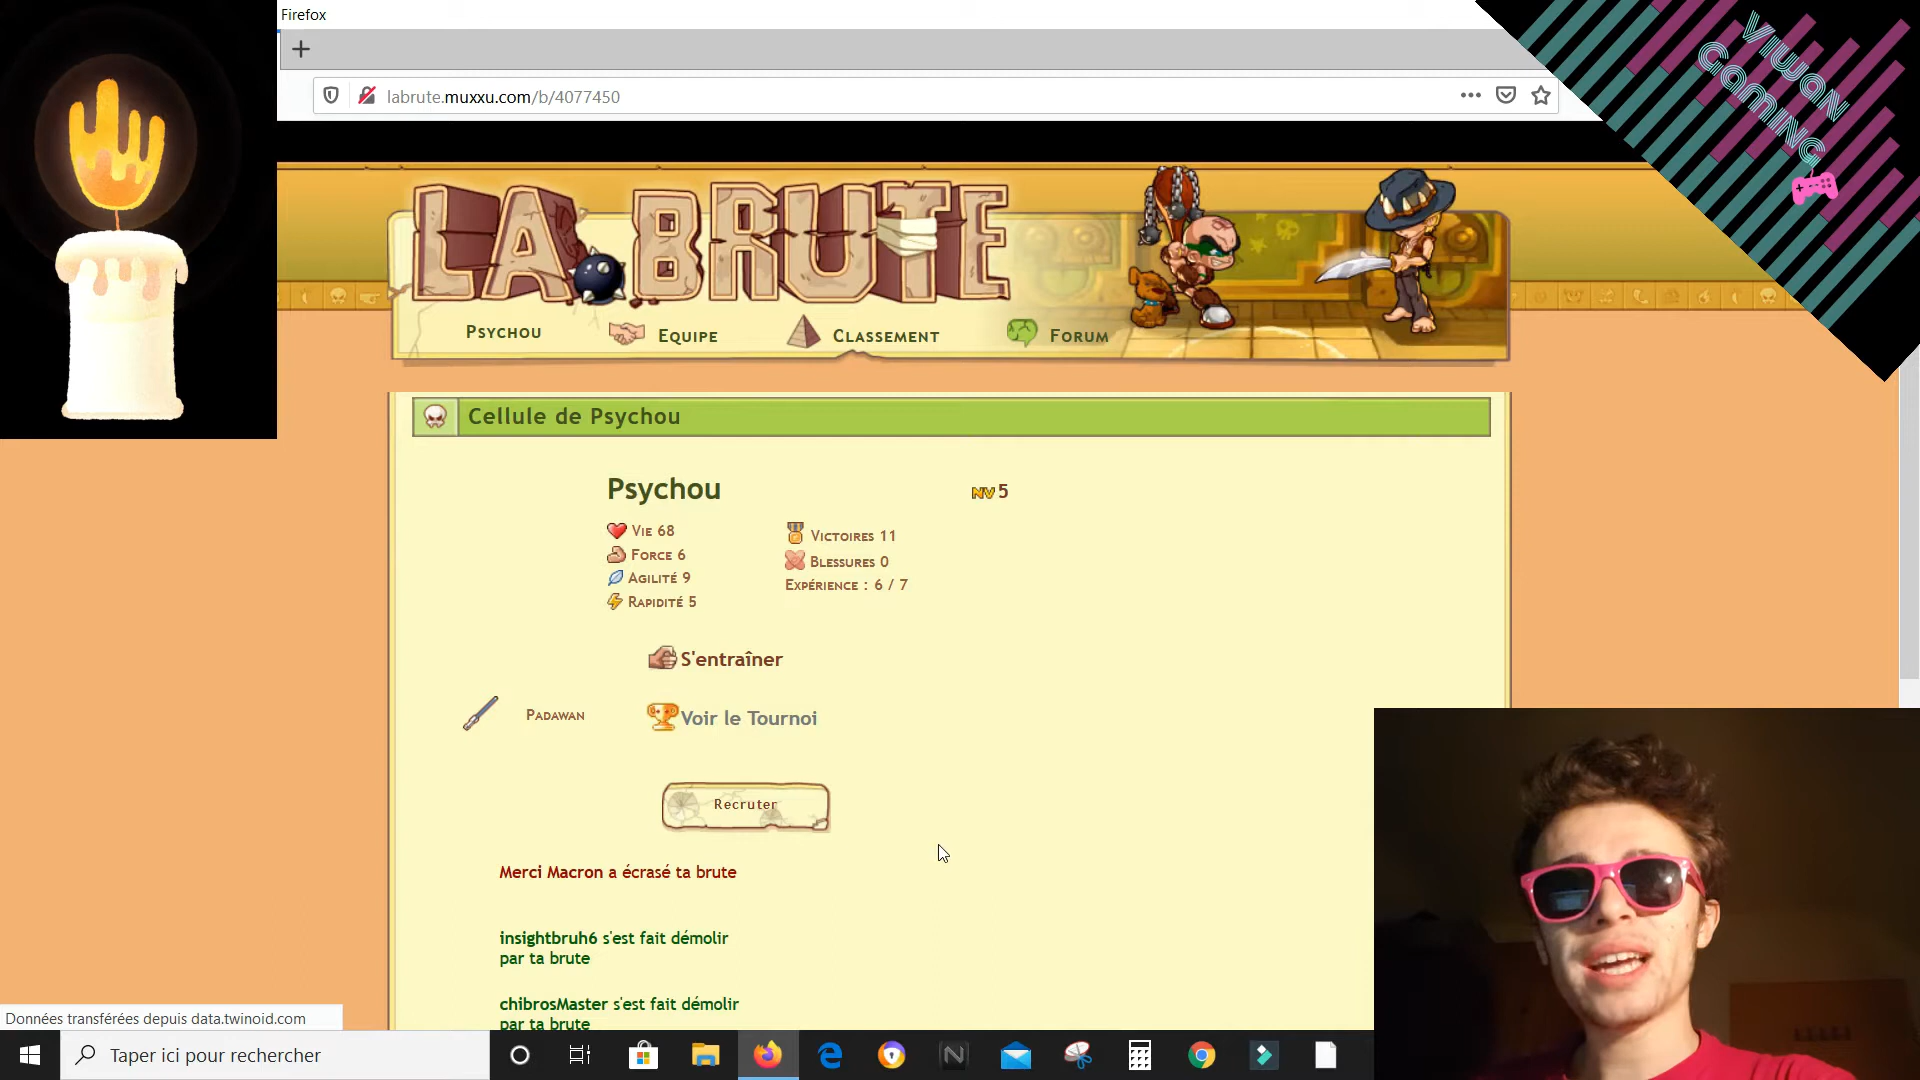 Firefox
labrute.muxxu.com/b/4077450
VIWAN
GAMING
LA BRUTE
PSYCHOU
EQUIPE
CLASSEMENT
FORUM
Cellule de Psychou
Psychou
NV 5
VIE 68
FORCE 6
AGILITÉ 9
RAPIDITÉ 5
VICTOIRES 11
BLESSURES 0
EXPÉRIENCE : 6 / 7
S'entraîner
PADAWAN
Voir le Tournoi
Recruter
Merci Macron a écrasé ta brute
insightbruh6 s'est fait démolir
par ta brute
chibrosMaster s'est fait démolir
par ta brute
Données transférées depuis data.twinoid.com
Taper ici pour rechercher